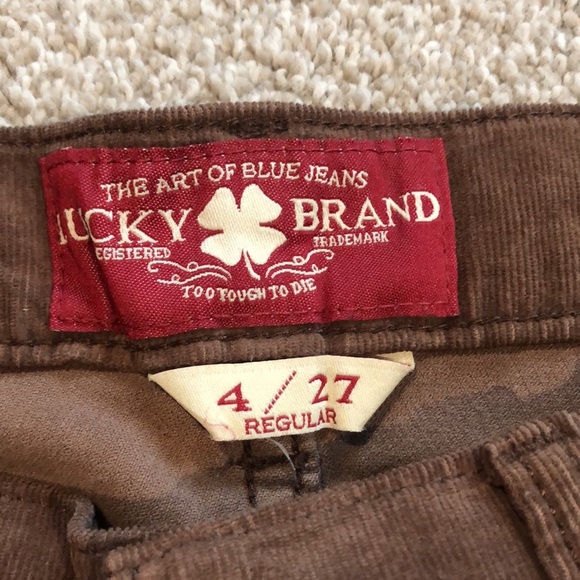 THE ART OF BLUE JEANS
LUCKY BRAND
REGISTERED TRADEMARK
TOO TOUGH TO DIE
4 / 27
REGULAR